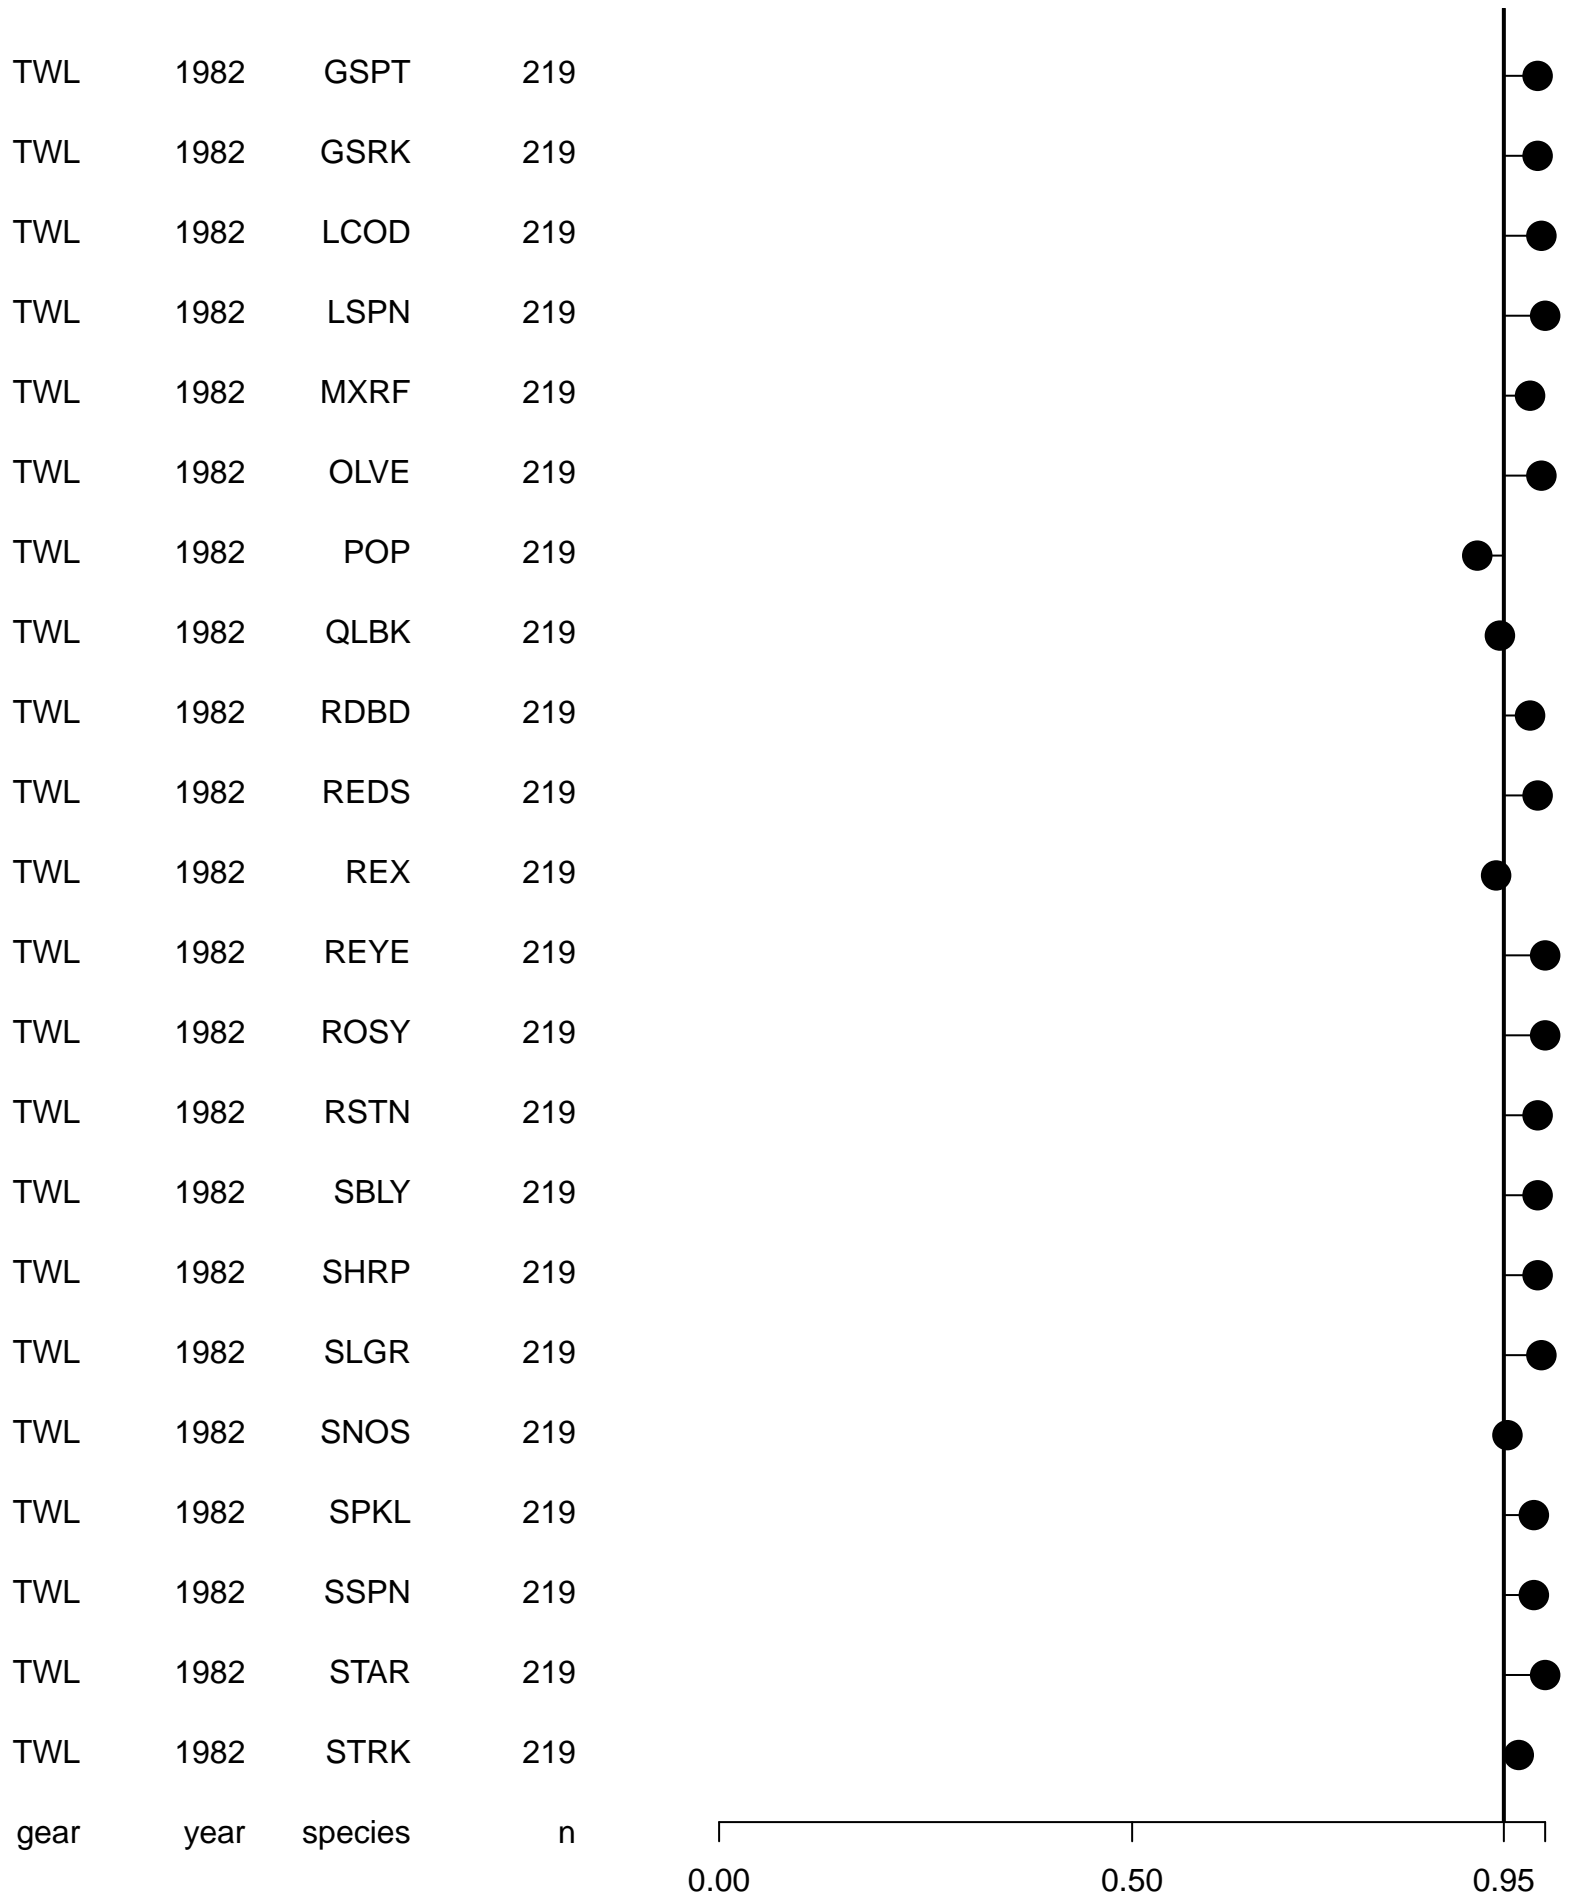 TWL 1982 GSPT 219
TWL 1982 GSRK 219
TWL 1982 LCOD 219
TWL 1982 LSPN 219
TWL 1982 MXRF 219
TWL 1982 OLVE 219
TWL 1982 POP 219
TWL 1982 QLBK 219
TWL 1982 RDBD 219
TWL 1982 REDS 219
TWL 1982 REX 219
TWL 1982 REYE 219
TWL 1982 ROSY 219
TWL 1982 RSTN 219
TWL 1982 SBLY 219
TWL 1982 SHRP 219
TWL 1982 SLGR 219
TWL 1982 SNOS 219
TWL 1982 SPKL 219
TWL 1982 SSPN 219
TWL 1982 STAR 219
TWL 1982 STRK 219
gear year species n
0.00 0.50 0.95